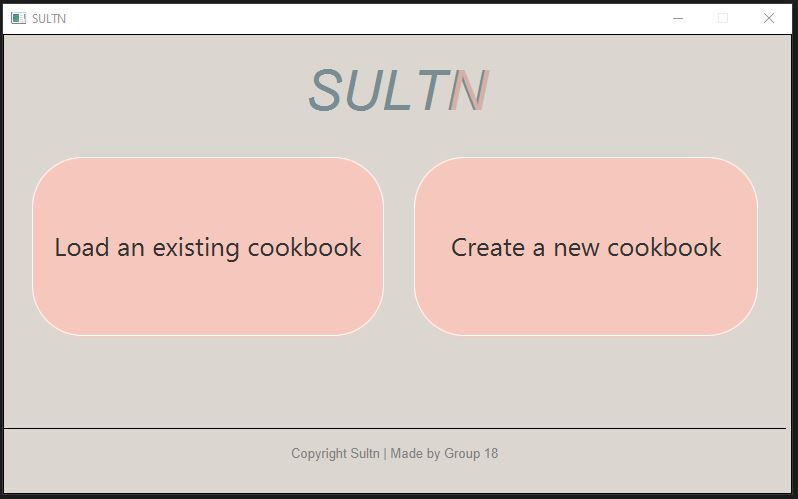 SULTN
SULTN
Load an existing cookbook
Create a new cookbook
Copyright Sultn | Made by Group 18